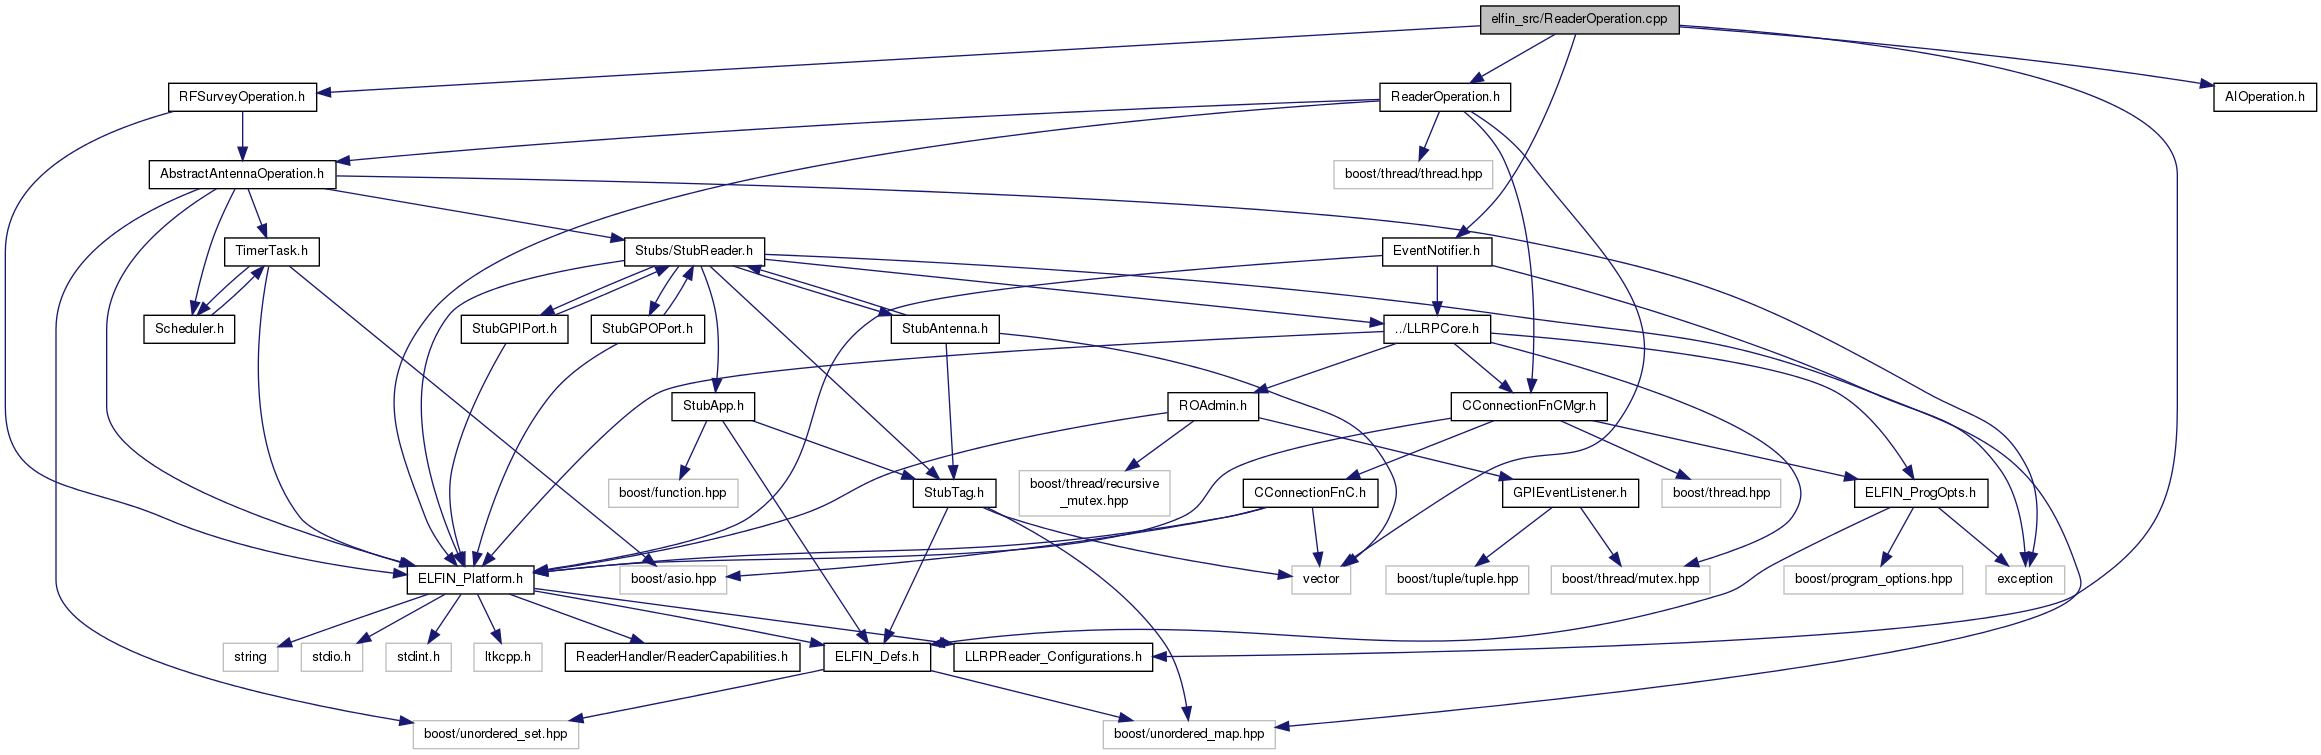 elfin_src/ReaderOperation.cpp
RFSurveyOperation.h
ReaderOperation.h
AIOperation.h
AbstractAntennaOperation.h
boost/thread/thread.hpp
TimerTask.h
Stubs/StubReader.h
EventNotifier.h
Scheduler.h
StubGPIPort.h
StubGPOPort.h
StubAntenna.h
../LLRPCore.h
StubApp.h
ROAdmin.h
CConnectionFnCMgr.h
boost/function.hpp
StubTag.h
boost/thread/recursive
_mutex.hpp
CConnectionFnC.h
GPIEventListener.h
boost/thread.hpp
ELFIN_ProgOpts.h
ELFIN_Platform.h
boost/asio.hpp
vector
boost/tuple/tuple.hpp
boost/thread/mutex.hpp
boost/program_options.hpp
exception
string
stdio.h
stdint.h
ltkcpp.h
ReaderHandler/ReaderCapabilities.h
ELFIN_Defs.h
LLRPReader_Configurations.h
boost/unordered_set.hpp
boost/unordered_map.hpp